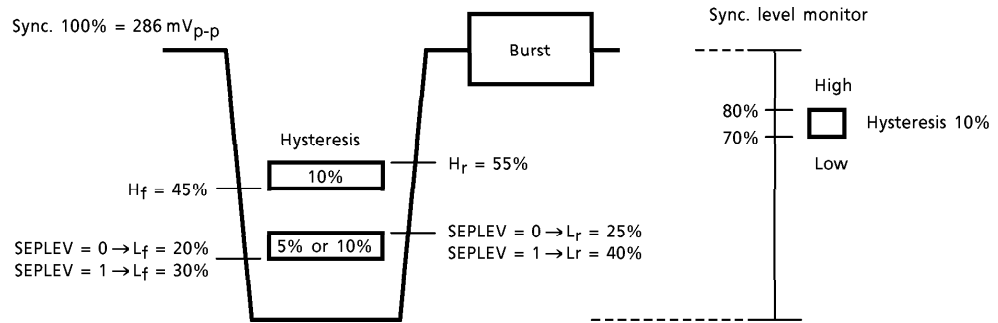 Sync. 100% = 286 mVp-p
Sync. level monitor
Burst
High
80%
Hysteresis 10%
70%
Low
Hysteresis
10%
Hr = 55%
Hf = 45%
SEPLEV = 0 → Lf = 20%
SEPLEV = 1 → Lf = 30%
5% or 10%
SEPLEV = 0 → Lr = 25%
SEPLEV = 1 → Lr = 40%